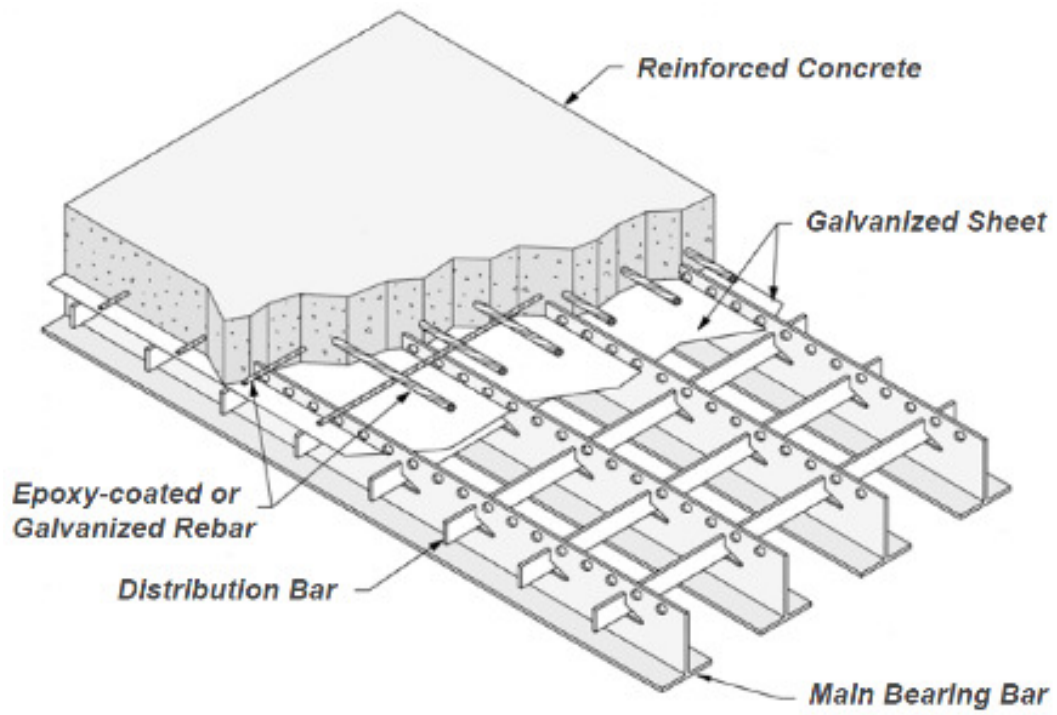 Reinforced Concrete
Galvanized Sheet
Epoxy-coated or
Galvanized Rebar
Distribution Bar
Main Bearing Bar